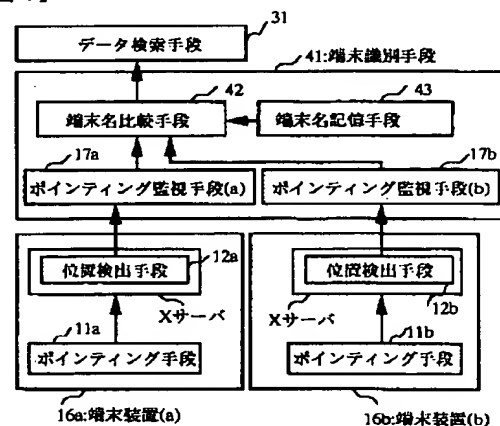 31
データ検索手段
41:端末識別手段
42
43
端末名比較手段
端末名記憶手段
17a
17b
ポインティング監視手段(a)
ポインティング監視手段(b)
位置検出手段
12a
位置検出手段
12b
Xサーバ
Xサーバ
11a
11b
ポインティング手段
ポインティング手段
16a:端末装置(a)
16b:端末装置(b)